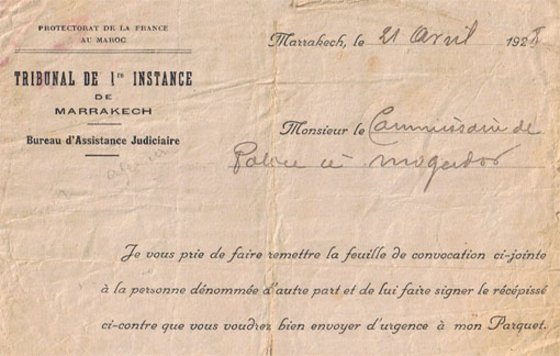 PROTECTORAT DE LA FRANCE
AU MAROC
TRIBUNAL DE 1re INSTANCE
DE
MARRAKECH
Bureau d'Assistance Judiciaire
Marrakech, le 21 Avril 192
Monsieur le Commissaire de
Police à Mogador
Je vous prie de faire remettre la feuille de convocation ci-jointe
à la personne dénommée d'autre part et de lui faire signer le récépissé
ci-contre que vous voudrez bien envoyer d'urgence à mon Parquet.